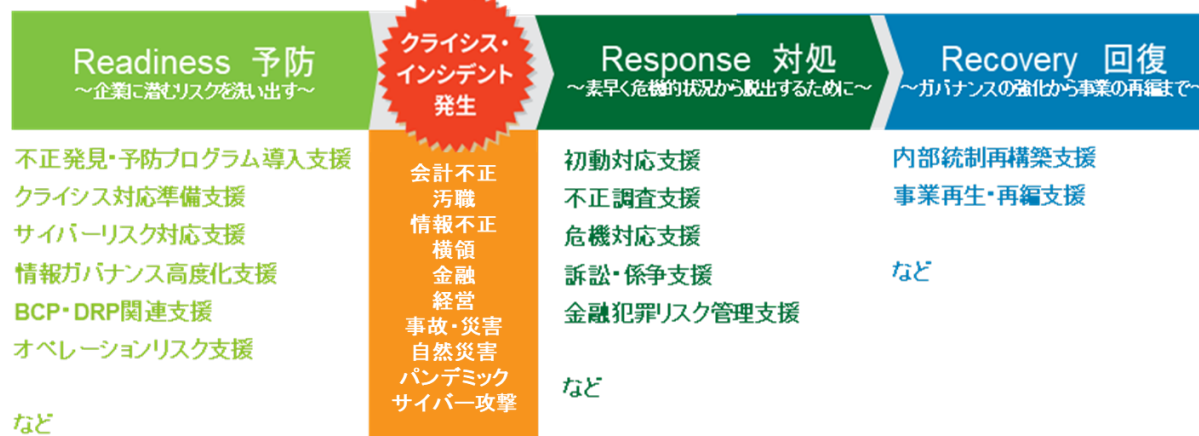 Readiness 予防
～企業に潜むリスクを洗い出す～
不正発見・予防プログラム導入支援
クライシス対応準備支援
サイバーリスク対応支援
情報ガバナンス高度化支援
BCP・DRP関連支援
オペレーションリスク支援
など
クライシス・
インシデント
発生
会計不正
汚職
情報不正
横領
金融
経営
事故・災害
自然災害
パンデミック
サイバー攻撃
Response 対処
～素早く危機的状況から脱出するために～
初動対応支援
不正調査支援
危機対応支援
訴訟・係争支援
金融犯罪リスク管理支援
など
Recovery 回復
～ガバナンスの強化から事業の再編まで～
内部統制再構築支援
事業再生・再編支援
など